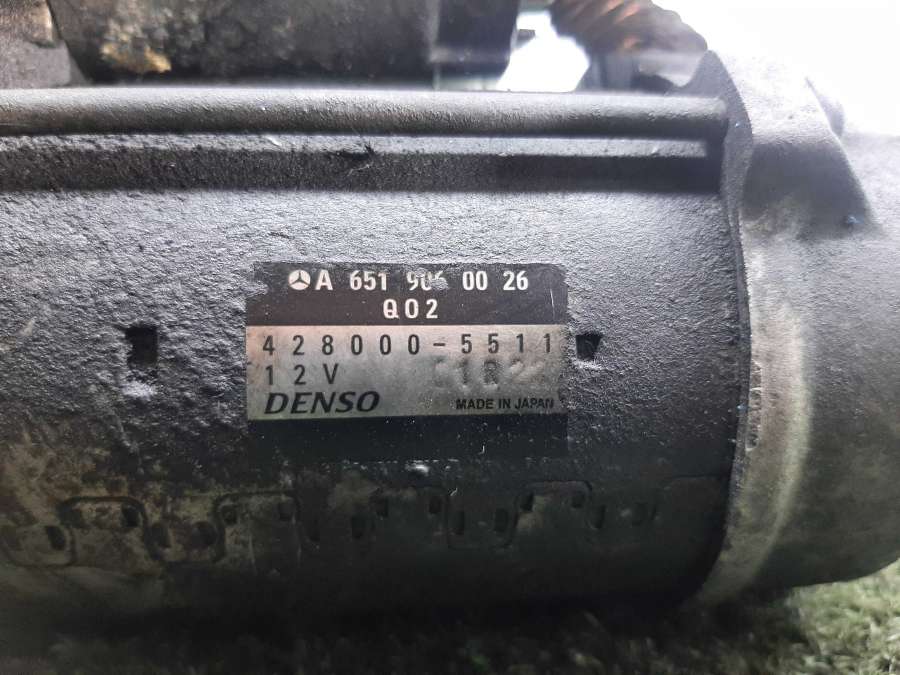 A 651 906 00 26
Q02
428000-5511
12V
DENSO MADE IN JAPAN